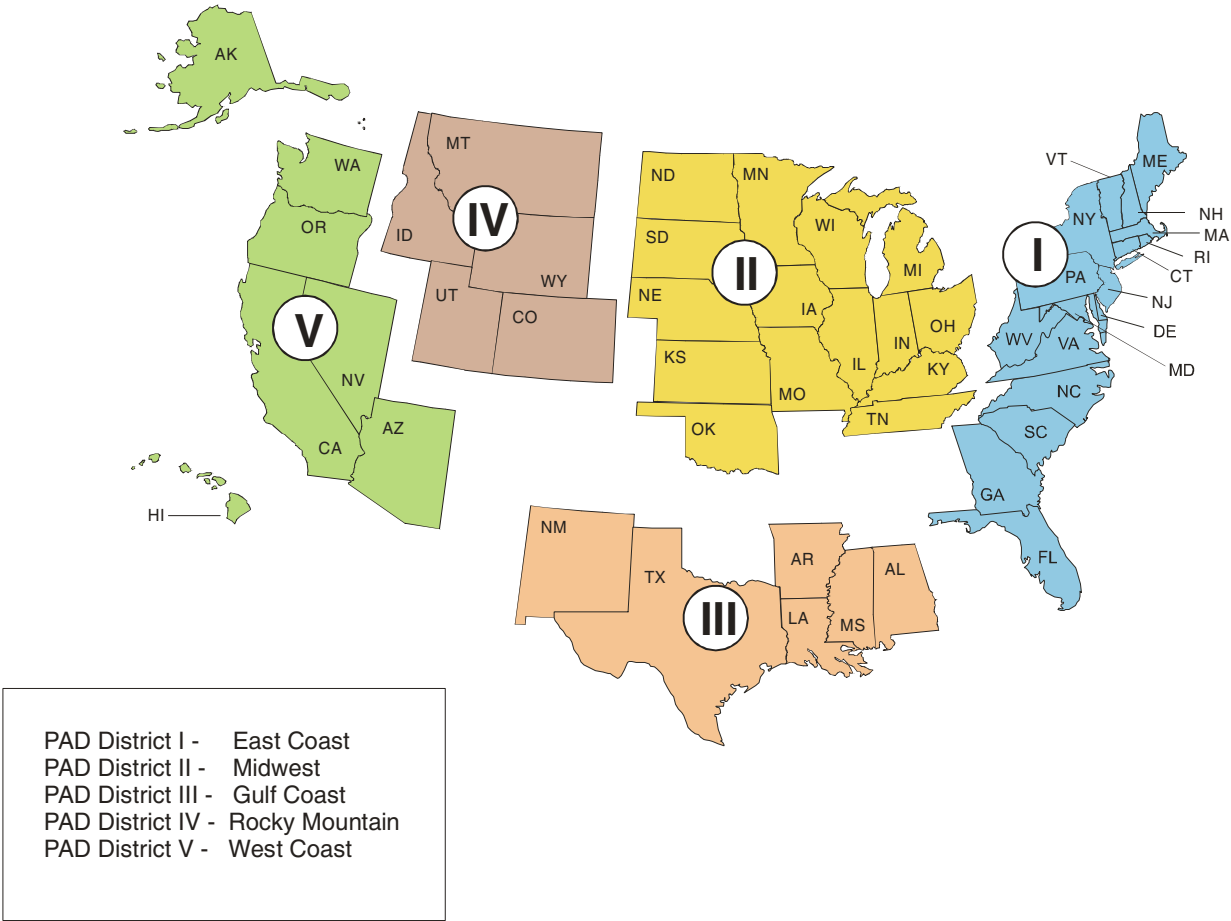 AK
WA
OR
HI
CA
NV
AZ
V
MT
ID
WY
UT
CO
IV
ND
MN
SD
WI
NE
IA
MI
KS
MO
IL
IN
OH
KY
OK
TN
II
VT
ME
NY
NH
MA
RI
CT
PA
NJ
DE
MD
WV
VA
NC
SC
GA
FL
I
NM
TX
AR
LA
MS
AL
III
PAD District I - East Coast
PAD District II - Midwest
PAD District III - Gulf Coast
PAD District IV - Rocky Mountain
PAD District V - West Coast